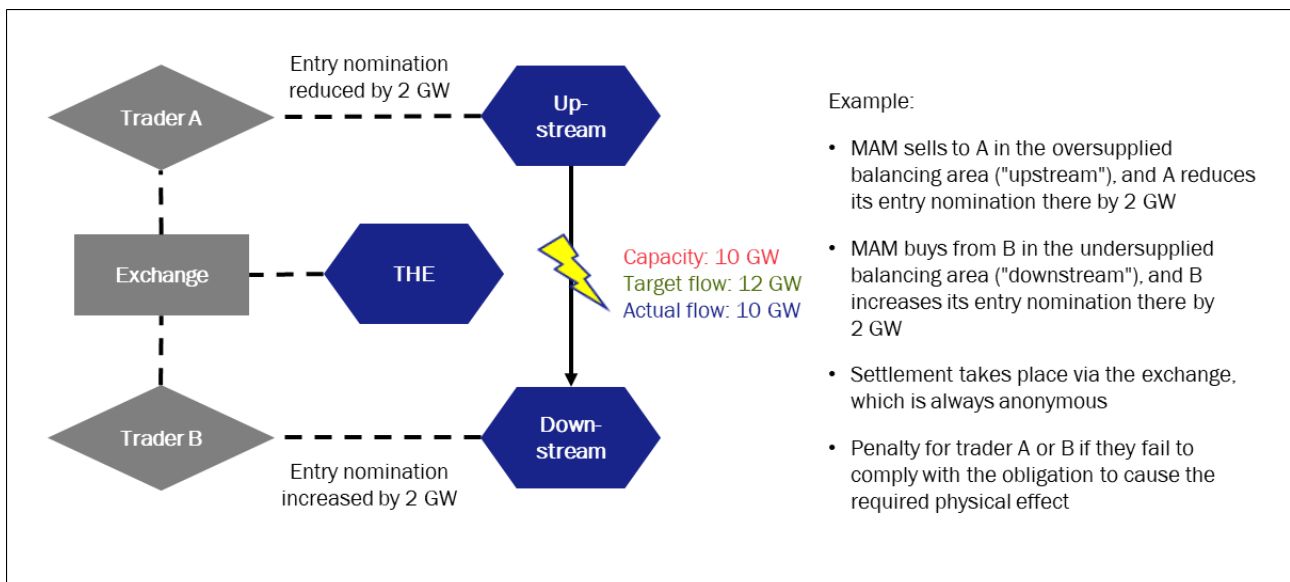 Entry nomination
reduced by 2 GW
Trader A
Up-
stream
Exchange
THE
Capacity: 10 GW
Target flow: 12 GW
Actual flow: 10 GW
Trader B
Down-
stream
Entry nomination
increased by 2 GW
Example:
• MAM sells to A in the oversupplied
balancing area ("upstream"), and A reduces
its entry nomination there by 2 GW
• MAM buys from B in the undersupplied
balancing area ("downstream"), and B
increases its entry nomination there by
2 GW
• Settlement takes place via the exchange,
which is always anonymous
• Penalty for trader A or B if they fail to
comply with the obligation to cause the
required physical effect